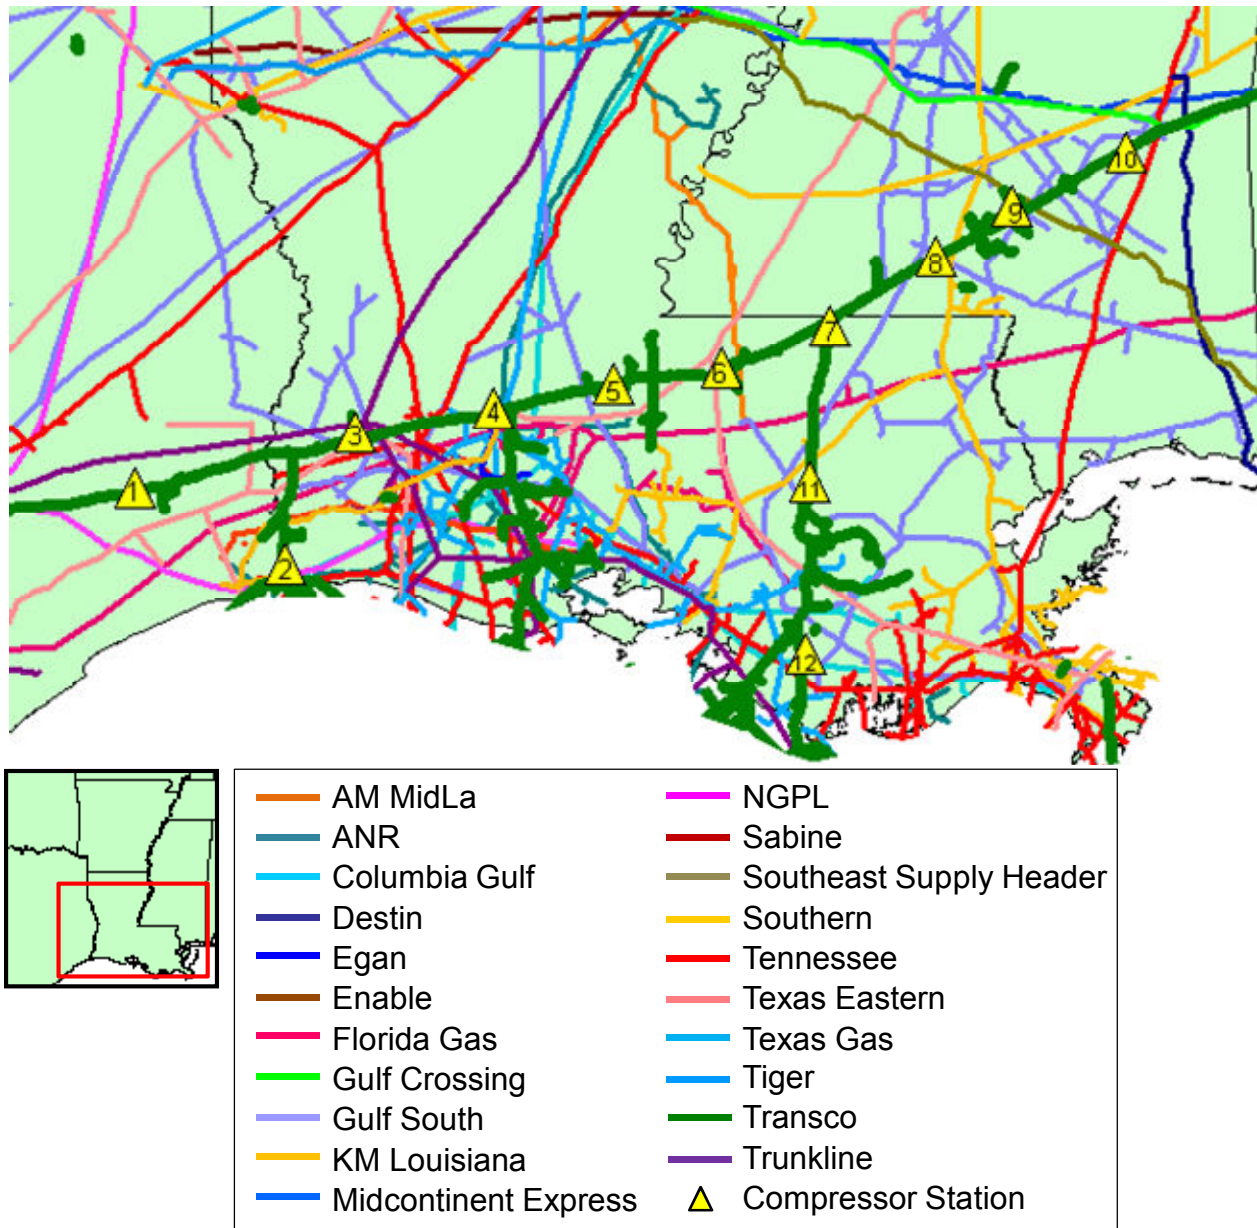 10
9
8
7
6
5
4
3
1
11
2
12
AM MidLa
ANR
Columbia Gulf
Destin
Egan
Enable
Florida Gas
Gulf Crossing
Gulf South
KM Louisiana
Midcontinent Express
NGPL
Sabine
Southeast Supply Header
Southern
Tennessee
Texas Eastern
Texas Gas
Tiger
Transco
Trunkline
Compressor Station